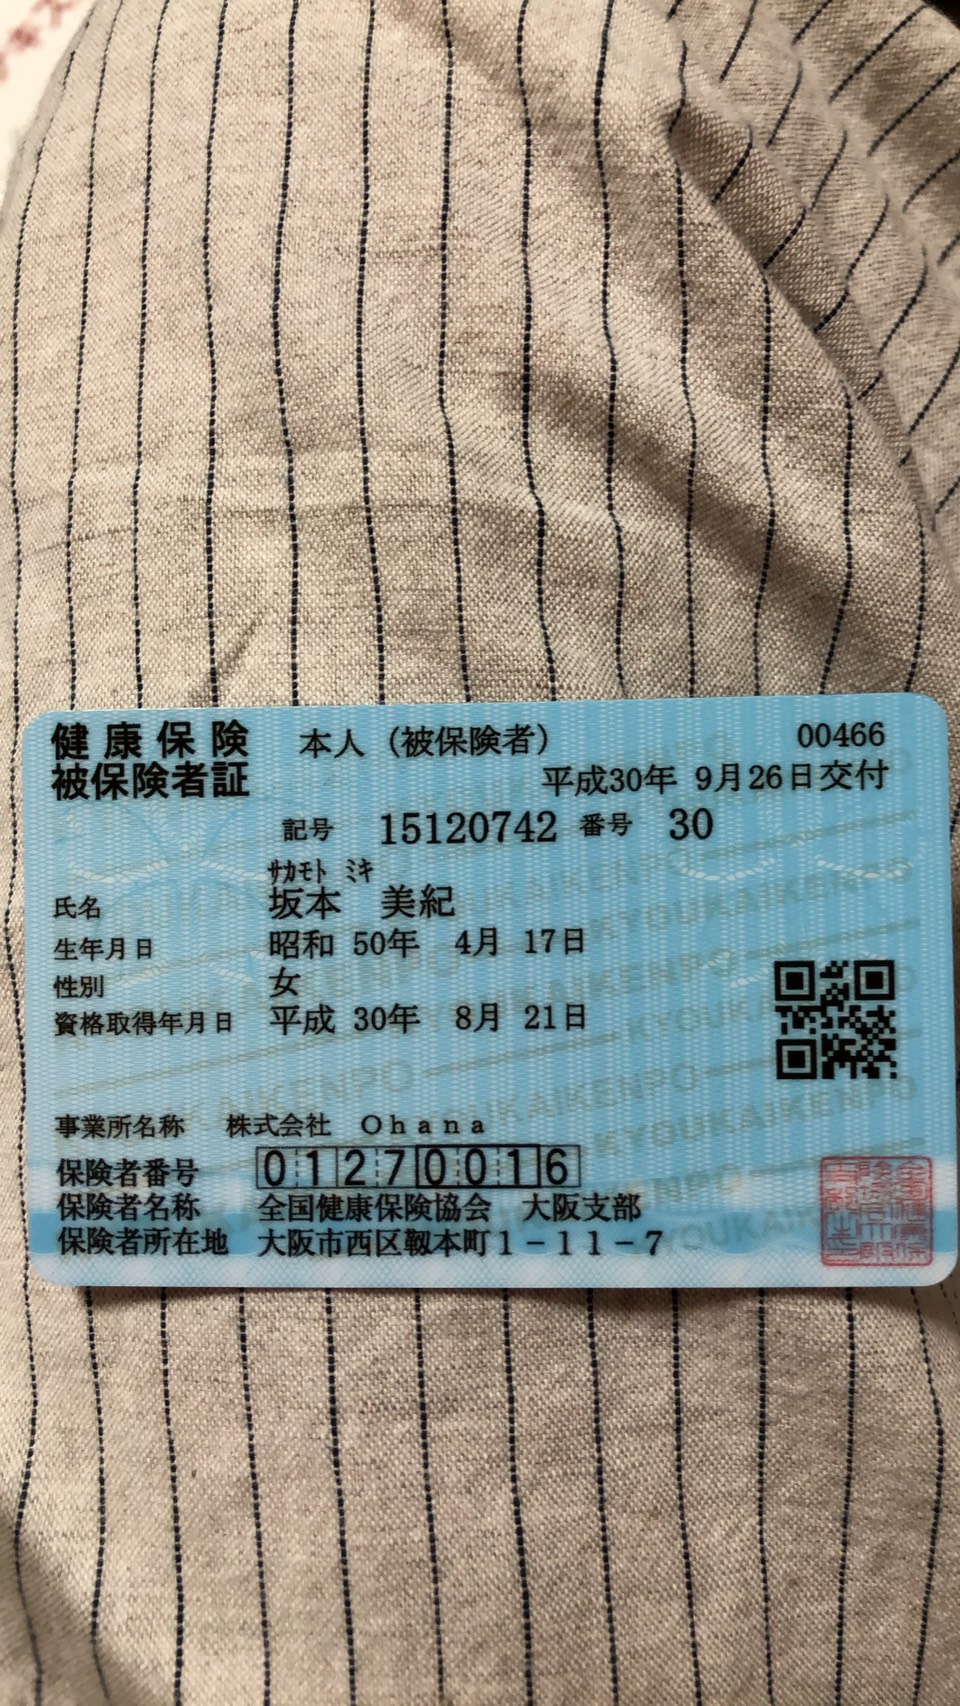 健康保険 本人（被保険者） 00466
被保険者証 平成30年 9月26日交付
記号 15120742 番号 30
ｻｶﾓﾄ ﾐｷ
氏名 坂本 美紀
生年月日 昭和 50年 4月 17日
性別 女
資格取得年月日 平成 30年 8月 21日
事業所名称 株式会社 Ohana
保険者番号 01270016
保険者名称 全国健康保険協会 大阪支部
保険者所在地 大阪市西区靱本町1－11－7